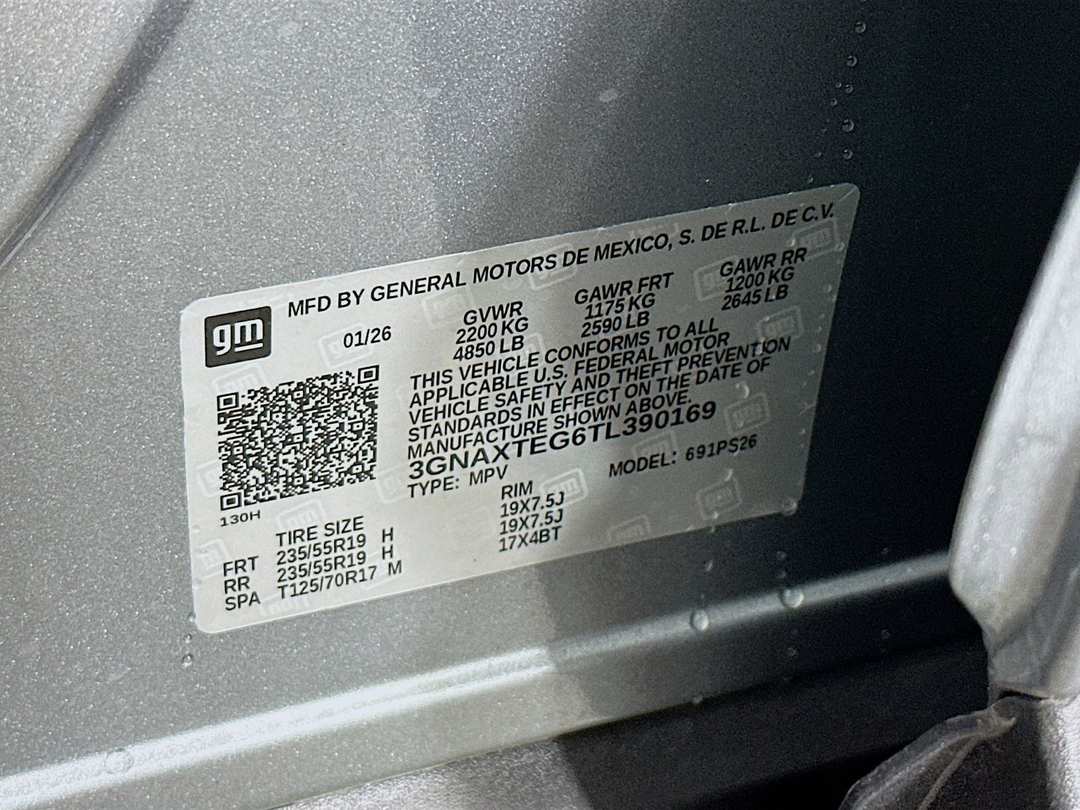 MFD BY GENERAL MOTORS DE MEXICO, S. DE R.L. DE C.V.
gm
01/26
GVWR GAWR FRT GAWR RR
2200 KG 1175 KG 1200 KG
4850 LB 2590 LB 2645 LB
THIS VEHICLE CONFORMS TO ALL
APPLICABLE U.S. FEDERAL MOTOR
VEHICLE SAFETY AND THEFT PREVENTION
STANDARDS IN EFFECT ON THE DATE OF
MANUFACTURE SHOWN ABOVE.
3GNAXTEG6TL390169
TYPE: MPV MODEL: 691PS26
130H
TIRE SIZE RIM
FRT 235/55R19 H 19X7.5J
RR 235/55R19 H 19X7.5J
SPA T125/70R17 M 17X4BT